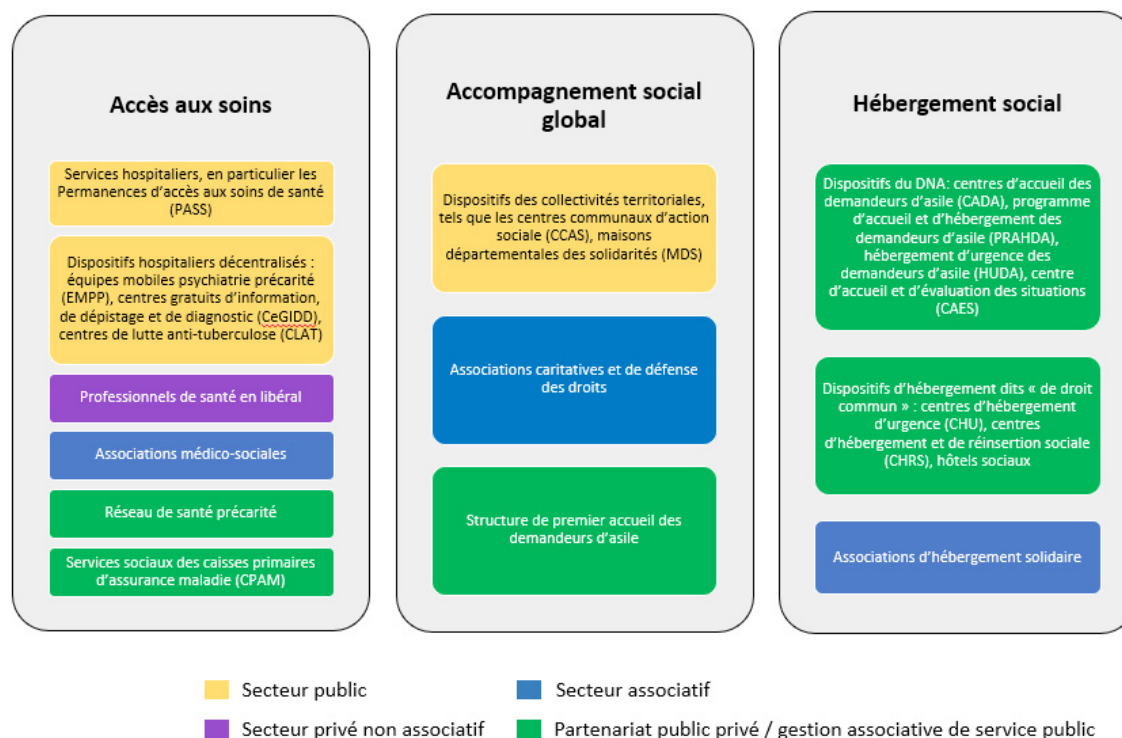 Accès aux soins
Services hospitaliers, en particulier les
Permanences d'accès aux soins de santé
(PASS)
Dispositifs hospitaliers décentralisés :
équipes mobiles psychiatrie précarité
(EMPP), centres gratuits d'information,
de dépistage et de diagnostic (CeGIDD),
centres de lutte anti-tuberculose (CLAT)
Professionnels de santé en libéral
Associations médico-sociales
Réseau de santé précarité
Services sociaux des caisses primaires
d'assurance maladie (CPAM)
Accompagnement social
global
Dispositifs des collectivités territoriales,
tels que les centres communaux d'action
sociale (CCAS), maisons
départementales des solidarités (MDS)
Associations caritatives et de défense
des droits
Structure de premier accueil des
demandeurs d'asile
Hébergement social
Dispositifs du DNA: centres d'accueil des
demandeurs d'asile (CADA), programme
d'accueil et d'hébergement des
demandeurs d'asile (PRAHDA),
hébergement d'urgence des
demandeurs d'asile (HUDA), centre
d'accueil et d'évaluation des situations
(CAES)
Dispositifs d'hébergement dits « de droit
commun » : centres d'hébergement
d'urgence (CHU), centres
d'hébergement et de réinsertion sociale
(CHRS), hôtels sociaux
Associations d'hébergement solidaire
Secteur public
Secteur associatif
Secteur privé non associatif
Partenariat public privé / gestion associative de service public